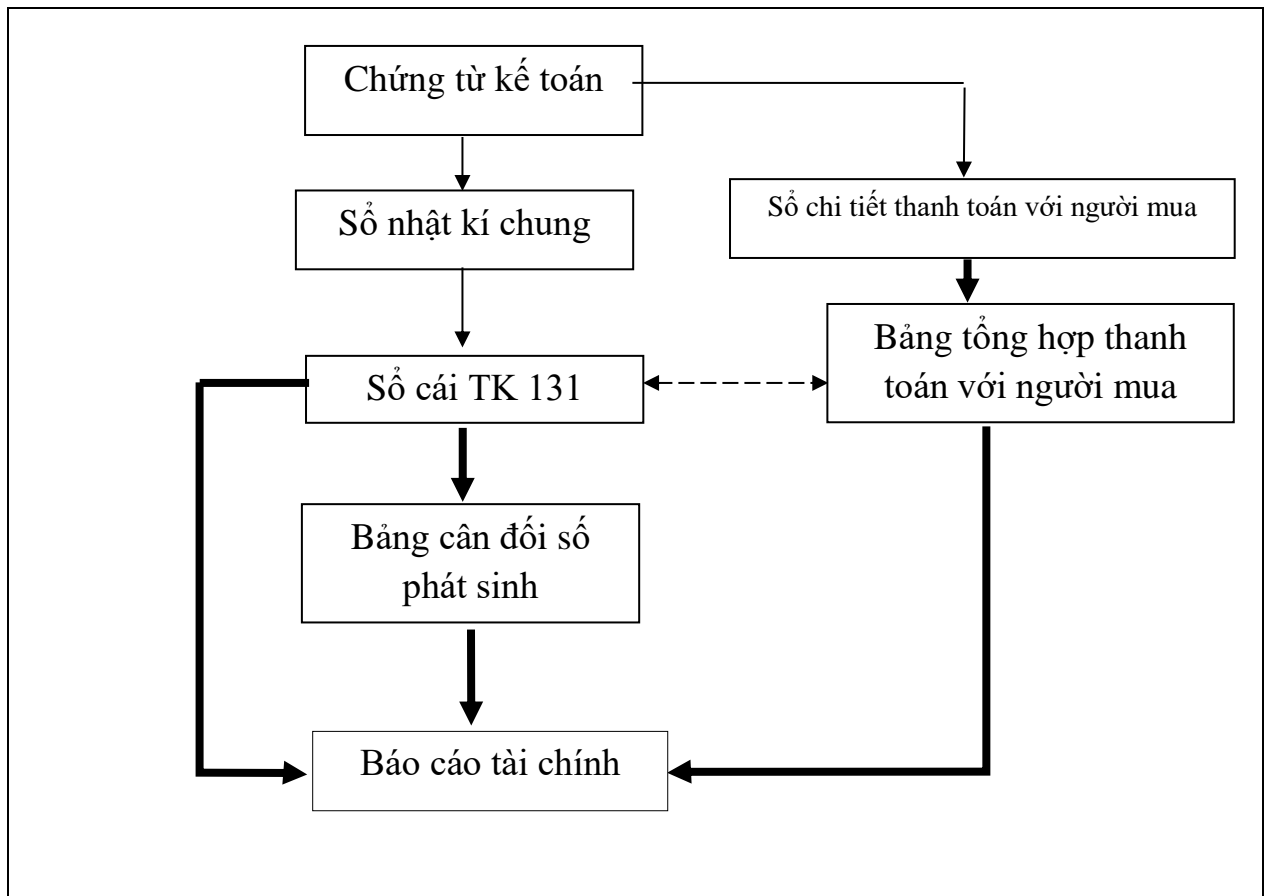 Chứng từ kế toán
Sổ nhật kí chung
Sổ chi tiết thanh toán với người mua
Sổ cái TK 131
Bảng tổng hợp thanh
toán với người mua
Bảng cân đối số
phát sinh
Báo cáo tài chính